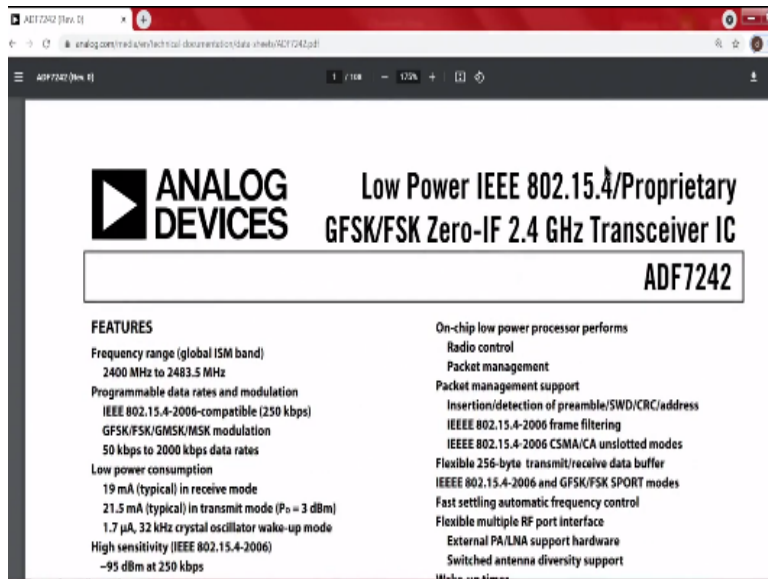 ADF7242 (Rev. D)
analog.com/media/en/technical-documentation/data-sheets/ADF7242.pdf
ADF7242 (Rev. D)
1 / 108
175%
ANALOG
DEVICES
Low Power IEEE 802.15.4/Proprietary
GFSK/FSK Zero-IF 2.4 GHz Transceiver IC
ADF7242
FEATURES
Frequency range (global ISM band)
2400 MHz to 2483.5 MHz
Programmable data rates and modulation
IEEE 802.15.4-2006-compatible (250 kbps)
GFSK/FSK/GMSK/MSK modulation
50 kbps to 2000 kbps data rates
Low power consumption
19 mA (typical) in receive mode
21.5 mA (typical) in transmit mode (PO = 3 dBm)
1.7 µA, 32 kHz crystal oscillator wake-up mode
High sensitivity (IEEE 802.15.4-2006)
−95 dBm at 250 kbps
On-chip low power processor performs
Radio control
Packet management
Packet management support
Insertion/detection of preamble/SWD/CRC/address
IEEEE 802.15.4-2006 frame filtering
IEEEE 802.15.4-2006 CSMA/CA unslotted modes
Flexible 256-byte transmit/receive data buffer
IEEEE 802.15.4-2006 and GFSK/FSK SPORT modes
Fast settling automatic frequency control
Flexible multiple RF port interface
External PA/LNA support hardware
Switched antenna diversity support
Wake-up timer